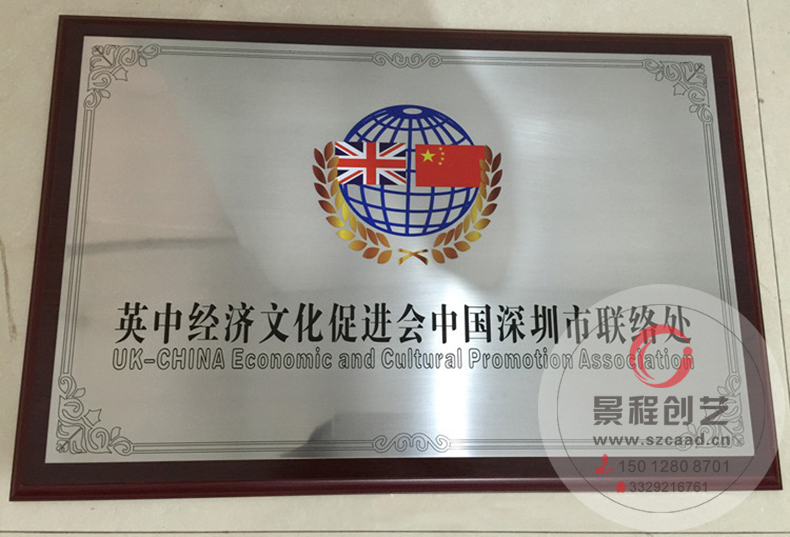 英中经济文化促进会中国深圳市联络处
UK-CHINA Economic and Cultural Promotion Association
景程创艺
www.szcaad.cn
150 1280 8701
3329216761